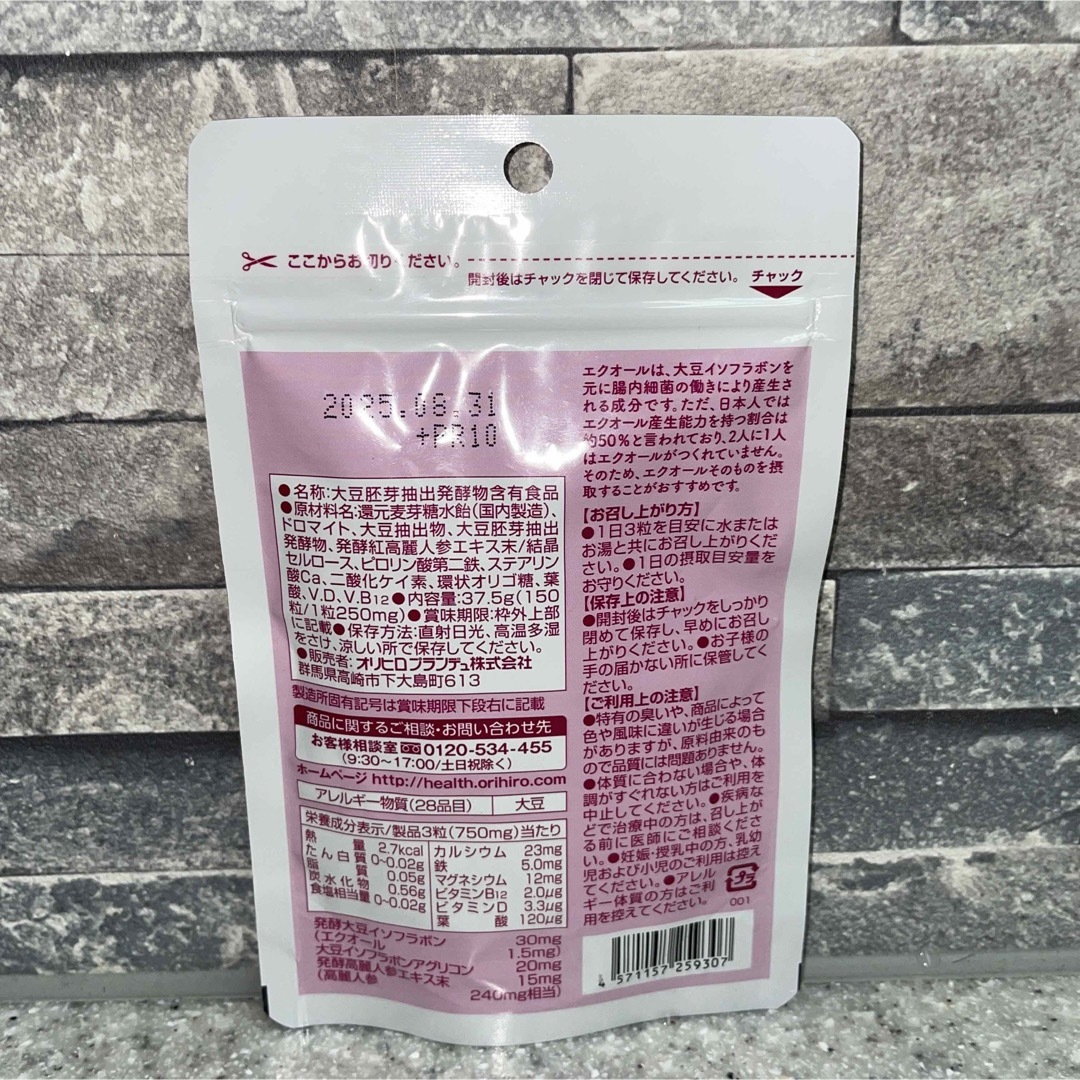 ここからお切りください。
開封後はチャックを閉じて保存してください。 チャック
2025.08.31
+PR10
●名称:大豆胚芽抽出発酵物含有食品
●原材料名:還元麦芽糖水飴(国内製造)、
ドロマイト、大豆抽出物、大豆胚芽抽出
発酵物、発酵紅高麗人参エキス末/結晶
セルロース、ピロリン酸第二鉄、ステアリン
酸Ca、二酸化ケイ素、環状オリゴ糖、葉
酸、V.D、V.B12●内容量:37.5g(150
粒/1粒250mg)●賞味期限:枠外上部
に記載●保存方法:直射日光、高温多湿
をさけ、涼しい所で保存してください。
●販売者:オリヒロプランデュ株式会社
群馬県高崎市下大島町613
製造所固有記号は賞味期限下段右に記載
商品に関するご相談・お問い合わせ先
お客様相談室 0120-534-455
(9:30〜17:00/土日祝除く)
ホームページ http://health.orihiro.com
アレルギー物質(28品目) 大豆
栄養成分表示/製品3粒(750mg)当たり
熱量 2.7kcal
たん白質 0〜0.02g
脂質 0.05g
炭水化物 0.56g
食塩相当量 0〜0.02g
カルシウム 23mg
鉄 5.0mg
マグネシウム 12mg
ビタミンB12 2.0μg
ビタミンD 3.3μg
葉酸 120μg
発酵大豆イソフラボン 30mg
(エクオール 1.5mg)
大豆イソフラボンアグリコン 20mg
発酵高麗人参エキス末 15mg
(高麗人参 240mg相当)
エクオールは、大豆イソフラボンを
元に腸内細菌の働きにより産生さ
れる成分です。ただ、日本人では
エクオール産生能力を持つ割合は
約50%と言われており、2人に1人
はエクオールがつくれていません。
そのため、エクオールそのものを摂
取することがおすすめです。
【お召し上がり方】
●1日3粒を目安に水または
お湯と共にお召し上がりくだ
さい。●1日の摂取目安量を
お守りください。
【保存上の注意】
●開封後はチャックをしっかり
閉めて保存し、早めにお召し
上がりください。●お子様の
手の届かない所に保管してく
ださい。
【ご利用上の注意】
●特有の臭いや、商品によって
色や風味に違いが生じる場合
がありますが、原料由来のも
ので品質には問題ありません。
●体質に合わない場合や、体
調がすぐれない方はご利用を
中止してください。●疾病な
どで治療中の方は、召し上が
る前に医師にご相談くださ
い。●妊娠・授乳中の方、乳幼
児および小児のご利用は控え
てください。●アレル
ギー体質の方はご利
用を控えてください。
プラ
001
4 571157 259307